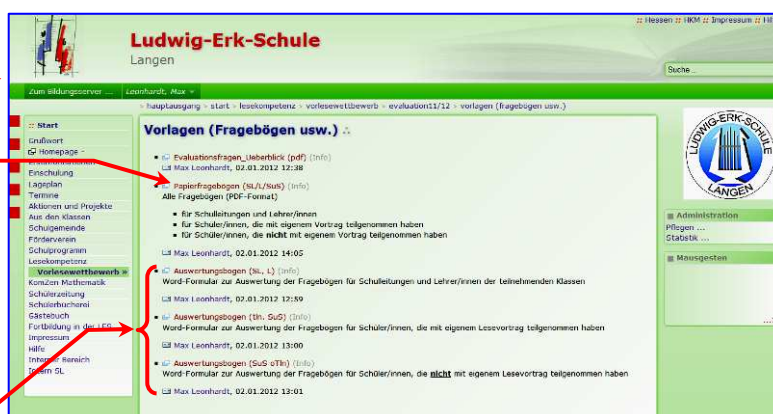 :: Hessen :: HKM :: Impressum :: Hil
Ludwig-Erk-Schule
Langen
Suche...
Zum Bildungsserver ... Leonhardt, Max
» hauptausgang » start » lesekompetenz » vorlesewettbewerb » evaluation11/12 » vorlagen (fragebögen usw.)
:: Start
Grußwort
Homepage -
Einschulung
Lageplan
Termine
Aktionen und Projekte
Aus den Klassen
Schulgemeinde
Förderverein
Schulprogramm
Lesekompetenz
Vorlesewettbewerb »
KomZen Mathematik
Schülerzeitung
Schülerbücherei
Gästebuch
Fortbildung in der LES
Impressum
Hilfe
Interner Bereich
Intern SL
Vorlagen (Fragebögen usw.) ∴
Evaluationsfragen_Ueberblick (pdf) (Info)
Max Leonhardt, 02.01.2012 12:38
Papierfragebögen (SL/L/SuS) (Info)
Alle Fragebögen (PDF-Format)
für Schulleitungen und Lehrer/innen
für Schüler/innen, die mit eigenem Vortrag teilgenommen haben
für Schüler/innen, die nicht mit eigenem Vortrag teilgenommen haben
Max Leonhardt, 02.01.2012 14:05
Auswertungsbogen (SL, L) (Info)
Word-Formular zur Auswertung der Fragebögen für Schulleitungen und Lehrer/innen der teilnehmenden Klassen
Max Leonhardt, 02.01.2012 12:59
Auswertungsbogen (tln. SuS) (Info)
Word-Formular zur Auswertung der Fragebögen für Schüler/innen, die mit eigenem Lesevortrag teilgenommen haben
Max Leonhardt, 02.01.2012 13:00
Auswertungsbogen (SuS oTln) (Info)
Word-Formular zur Auswertung der Fragebögen für Schüler/innen, die nicht mit eigenem Lesevortrag teilgenommen haben
Max Leonhardt, 02.01.2012 13:01
LUDWIG-ERK-SCHULE
LANGEN
Administration
Pflegen ...
Statistik ...
Mausgesten